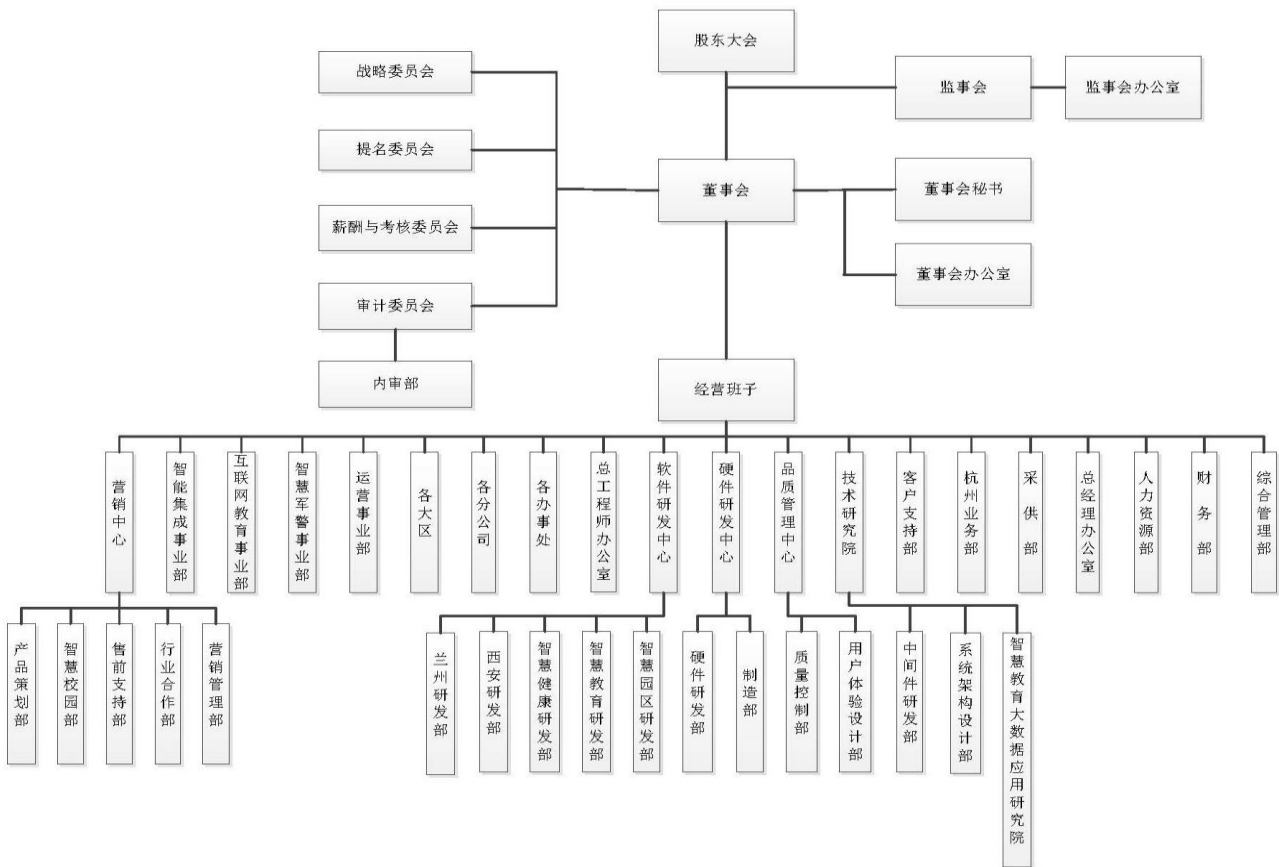 股东大会
战略委员会
监事会
监事会办公室
提名委员会
董事会
董事会秘书
薪酬与考核委员会
董事会办公室
审计委员会
内审部
经营班子
营销中心
智能集成事业部
互联网教育事业部
智慧军警事业部
运营事业部
各大区
各分公司
各办事处
总工程师办公室
软件研发中心
硬件研发中心
品质管理中心
技术研究院
客户支持部
杭州业务部
采供部
总经理办公室
人力资源部
财务部
综合管理部
产品策划部
智慧校园部
售前支持部
行业合作部
营销管理部
兰州研发部
西安研发部
智慧健康研发部
智慧教育研发部
智慧园区研发部
硬件研发部
制造部
质量控制部
用户体验设计部
中间件研发部
系统架构设计部
智慧教育大数据应用研究院